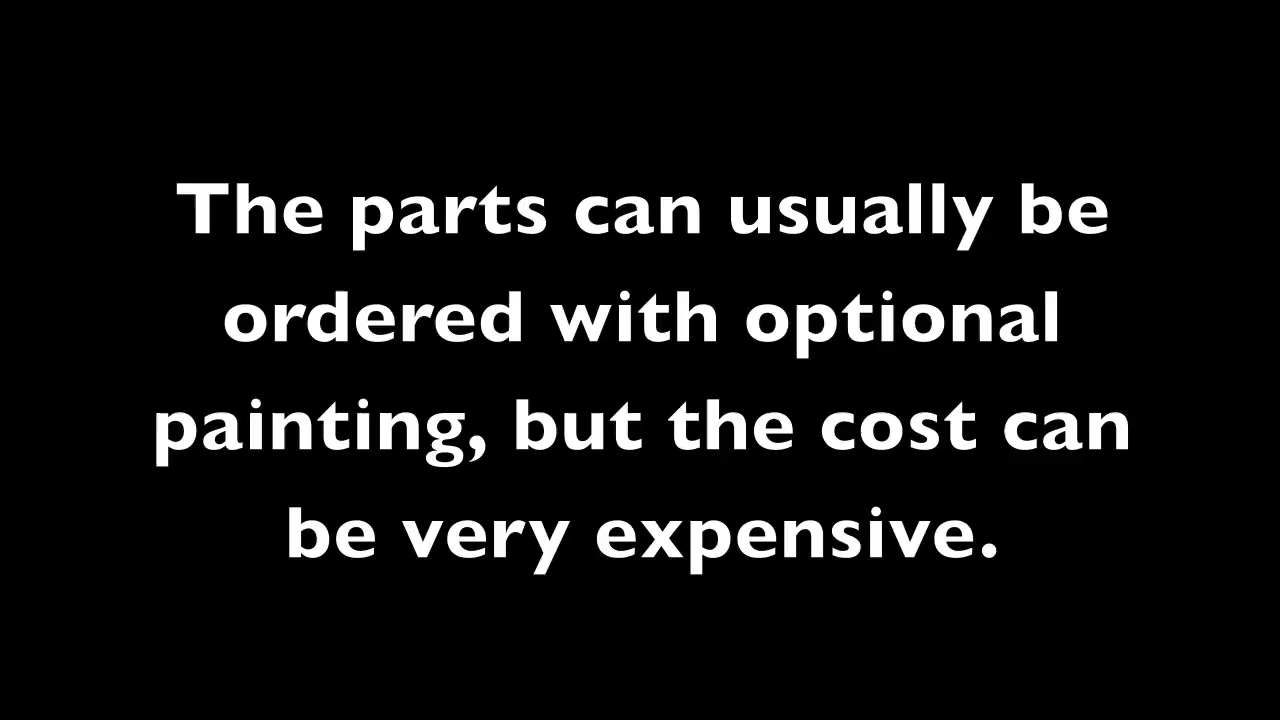 The parts can usually be
ordered with optional
painting, but the cost can
be very expensive.